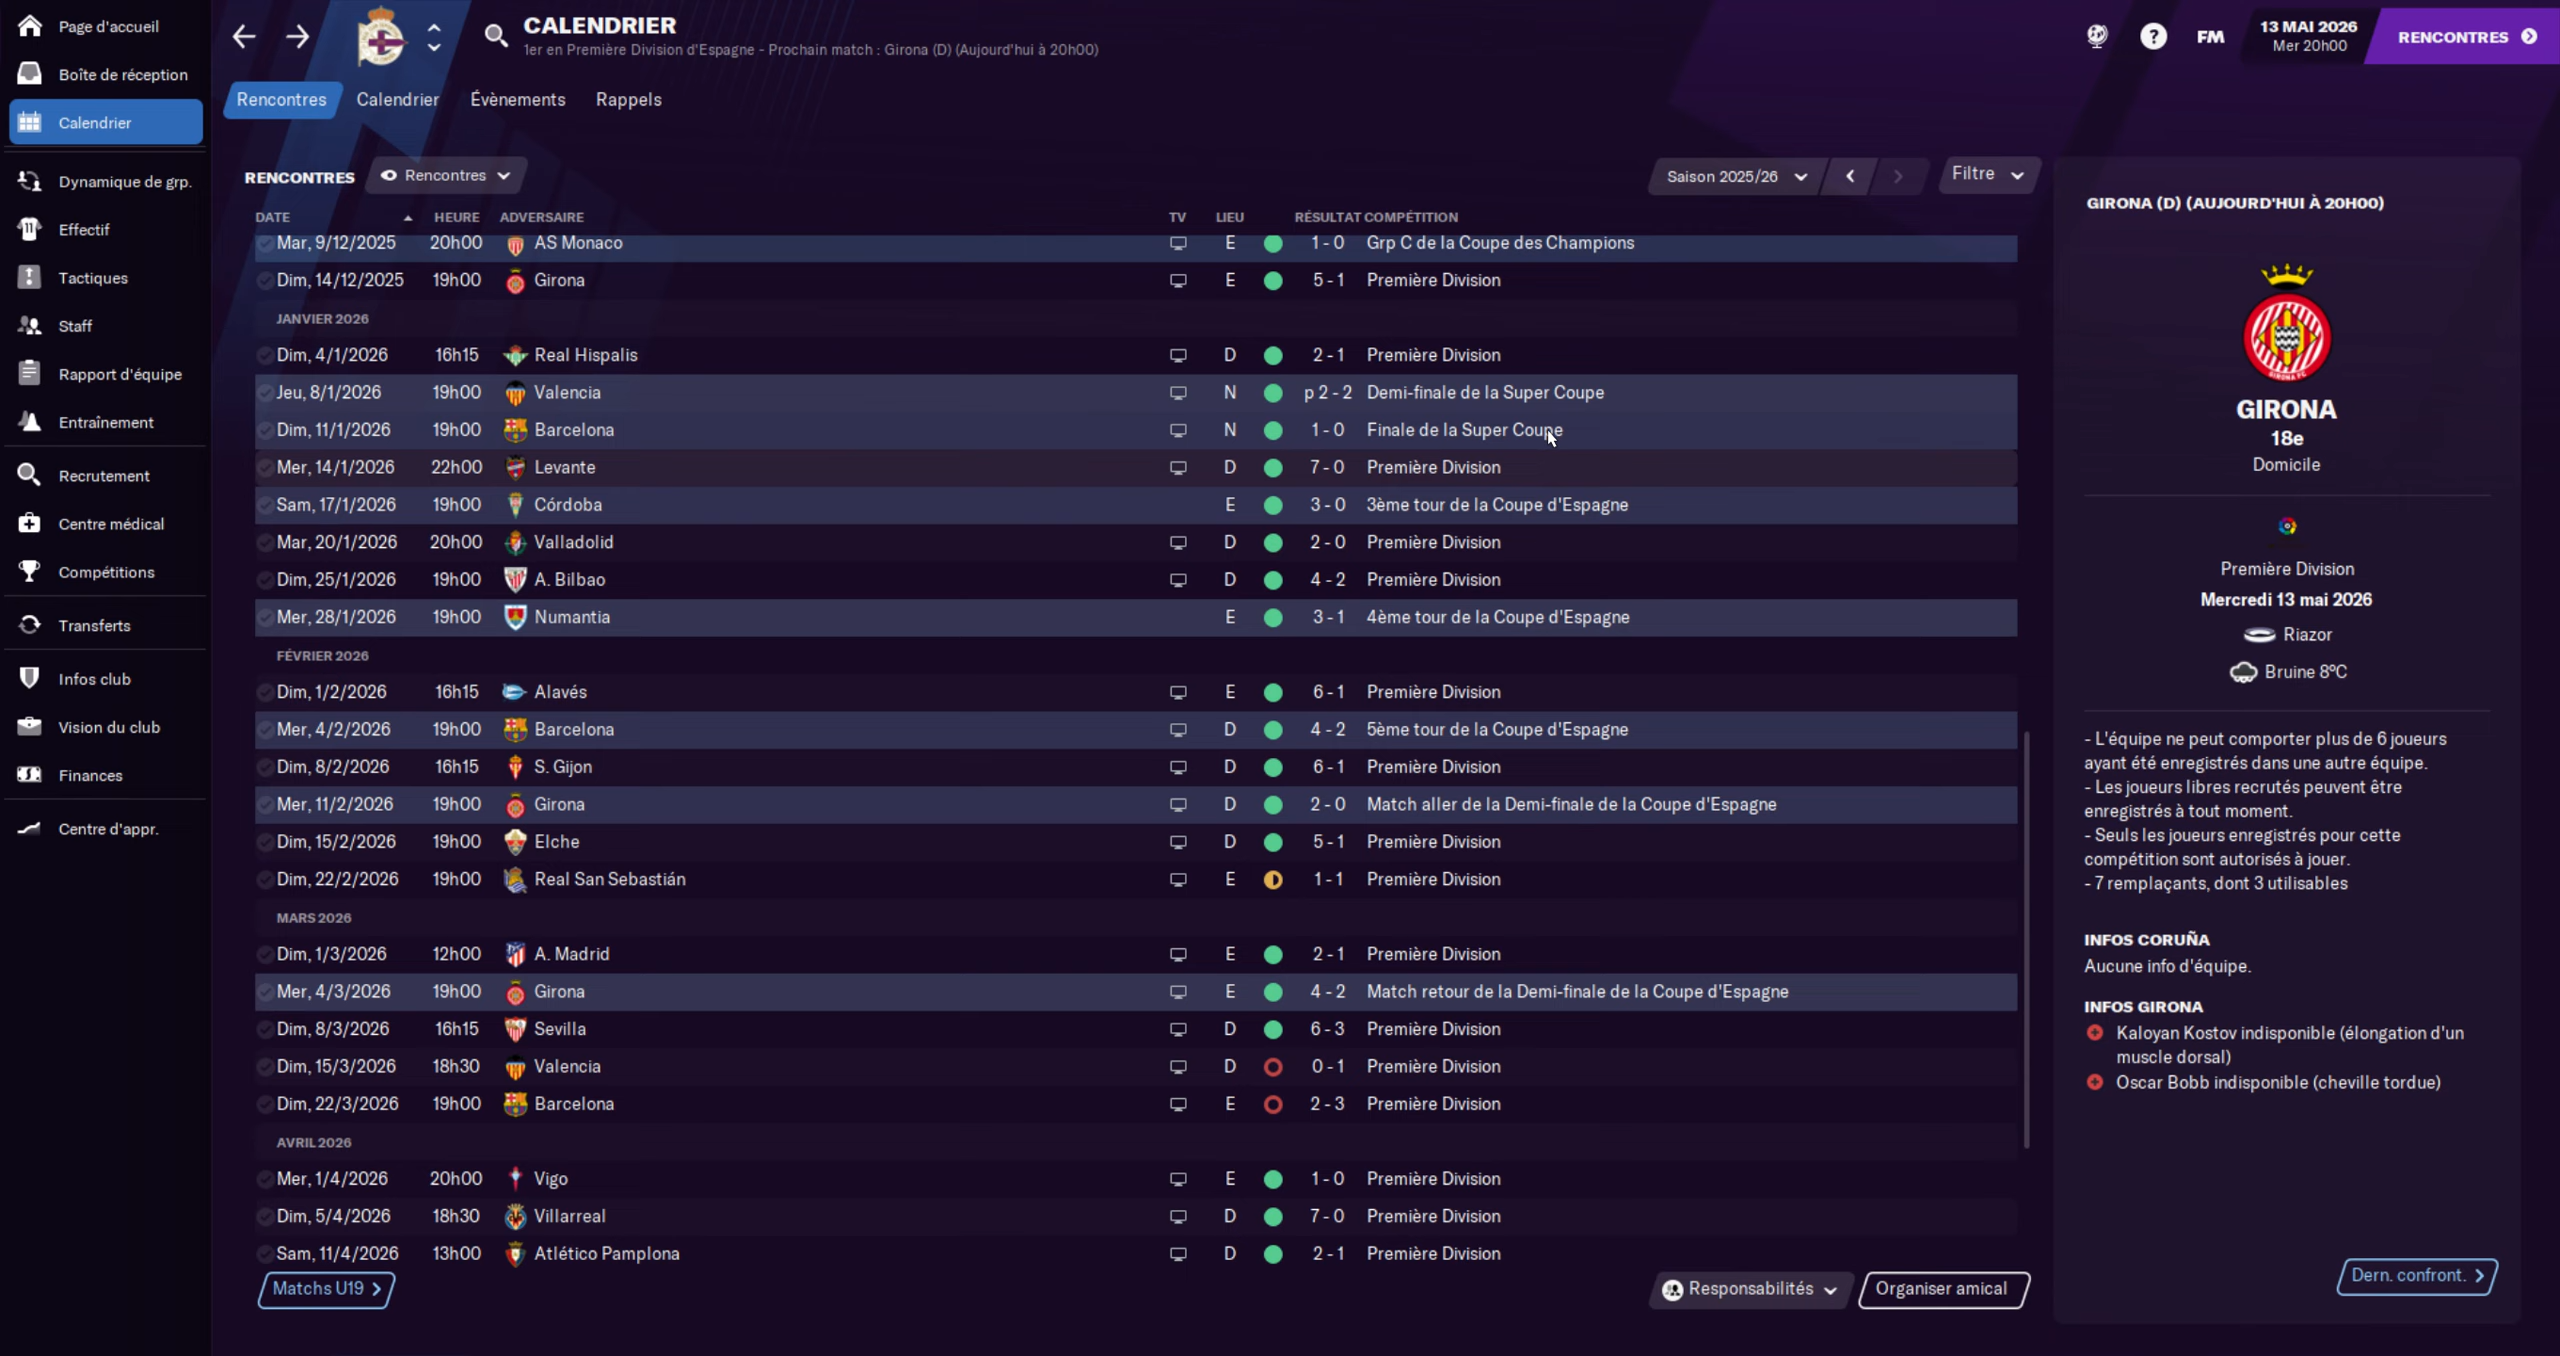 Page d'accueil
Boîte de réception
Calendrier
Dynamique de grp.
Effectif
Tactiques
Staff
Rapport d'équipe
Entraînement
Recrutement
Centre médical
Compétitions
Transferts
Infos club
Vision du club
Finances
Centre d'appr.
CALENDRIER
1er en Première Division d'Espagne - Prochain match : Girona (D) (Aujourd'hui à 20h00)
FM
13 MAI 2026
Mer 20h00
RENCONTRES
Rencontres Calendrier Évènements Rappels
RENCONTRES Rencontres Saison 2025/26 Filtre
DATE HEURE ADVERSAIRE TV LIEU RÉSULTAT COMPÉTITION
Mar, 9/12/2025 20h00 AS Monaco E 1 - 0 Grp C de la Coupe des Champions
Dim, 14/12/2025 19h00 Girona E 5 - 1 Première Division
JANVIER 2026
Dim, 4/1/2026 16h15 Real Hispalis D 2 - 1 Première Division
Jeu, 8/1/2026 19h00 Valencia N p 2 - 2 Demi-finale de la Super Coupe
Dim, 11/1/2026 19h00 Barcelona N 1 - 0 Finale de la Super Coupe
Mer, 14/1/2026 22h00 Levante D 7 - 0 Première Division
Sam, 17/1/2026 19h00 Córdoba E 3 - 0 3ème tour de la Coupe d'Espagne
Mar, 20/1/2026 20h00 Valladolid D 2 - 0 Première Division
Dim, 25/1/2026 19h00 A. Bilbao D 4 - 2 Première Division
Mer, 28/1/2026 19h00 Numantia E 3 - 1 4ème tour de la Coupe d'Espagne
FÉVRIER 2026
Dim, 1/2/2026 16h15 Alavés E 6 - 1 Première Division
Mer, 4/2/2026 19h00 Barcelona D 4 - 2 5ème tour de la Coupe d'Espagne
Dim, 8/2/2026 16h15 S. Gijon D 6 - 1 Première Division
Mer, 11/2/2026 19h00 Girona D 2 - 0 Match aller de la Demi-finale de la Coupe d'Espagne
Dim, 15/2/2026 19h00 Elche D 5 - 1 Première Division
Dim, 22/2/2026 19h00 Real San Sebastián E 1 - 1 Première Division
MARS 2026
Dim, 1/3/2026 12h00 A. Madrid E 2 - 1 Première Division
Mer, 4/3/2026 19h00 Girona E 4 - 2 Match retour de la Demi-finale de la Coupe d'Espagne
Dim, 8/3/2026 16h15 Sevilla D 6 - 3 Première Division
Dim, 15/3/2026 18h30 Valencia D 0 - 1 Première Division
Dim, 22/3/2026 19h00 Barcelona E 2 - 3 Première Division
AVRIL 2026
Mer, 1/4/2026 20h00 Vigo E 1 - 0 Première Division
Dim, 5/4/2026 18h30 Villarreal D 7 - 0 Première Division
Sam, 11/4/2026 13h00 Atlético Pamplona D 2 - 1 Première Division
Matchs U19 Responsabilités Organiser amical
GIRONA (D) (AUJOURD'HUI À 20H00)
GIRONA
18e
Domicile
Première Division
Mercredi 13 mai 2026
Riazor
Bruine 8°C
- L'équipe ne peut comporter plus de 6 joueurs
ayant été enregistrés dans une autre équipe.
- Les joueurs libres recrutés peuvent être
enregistrés à tout moment.
- Seuls les joueurs enregistrés pour cette
compétition sont autorisés à jouer.
- 7 remplaçants, dont 3 utilisables
INFOS CORUÑA
Aucune info d'équipe.
INFOS GIRONA
Kaloyan Kostov indisponible (élongation d'un
muscle dorsal)
Oscar Bobb indisponible (cheville tordue)
Dern. confront.